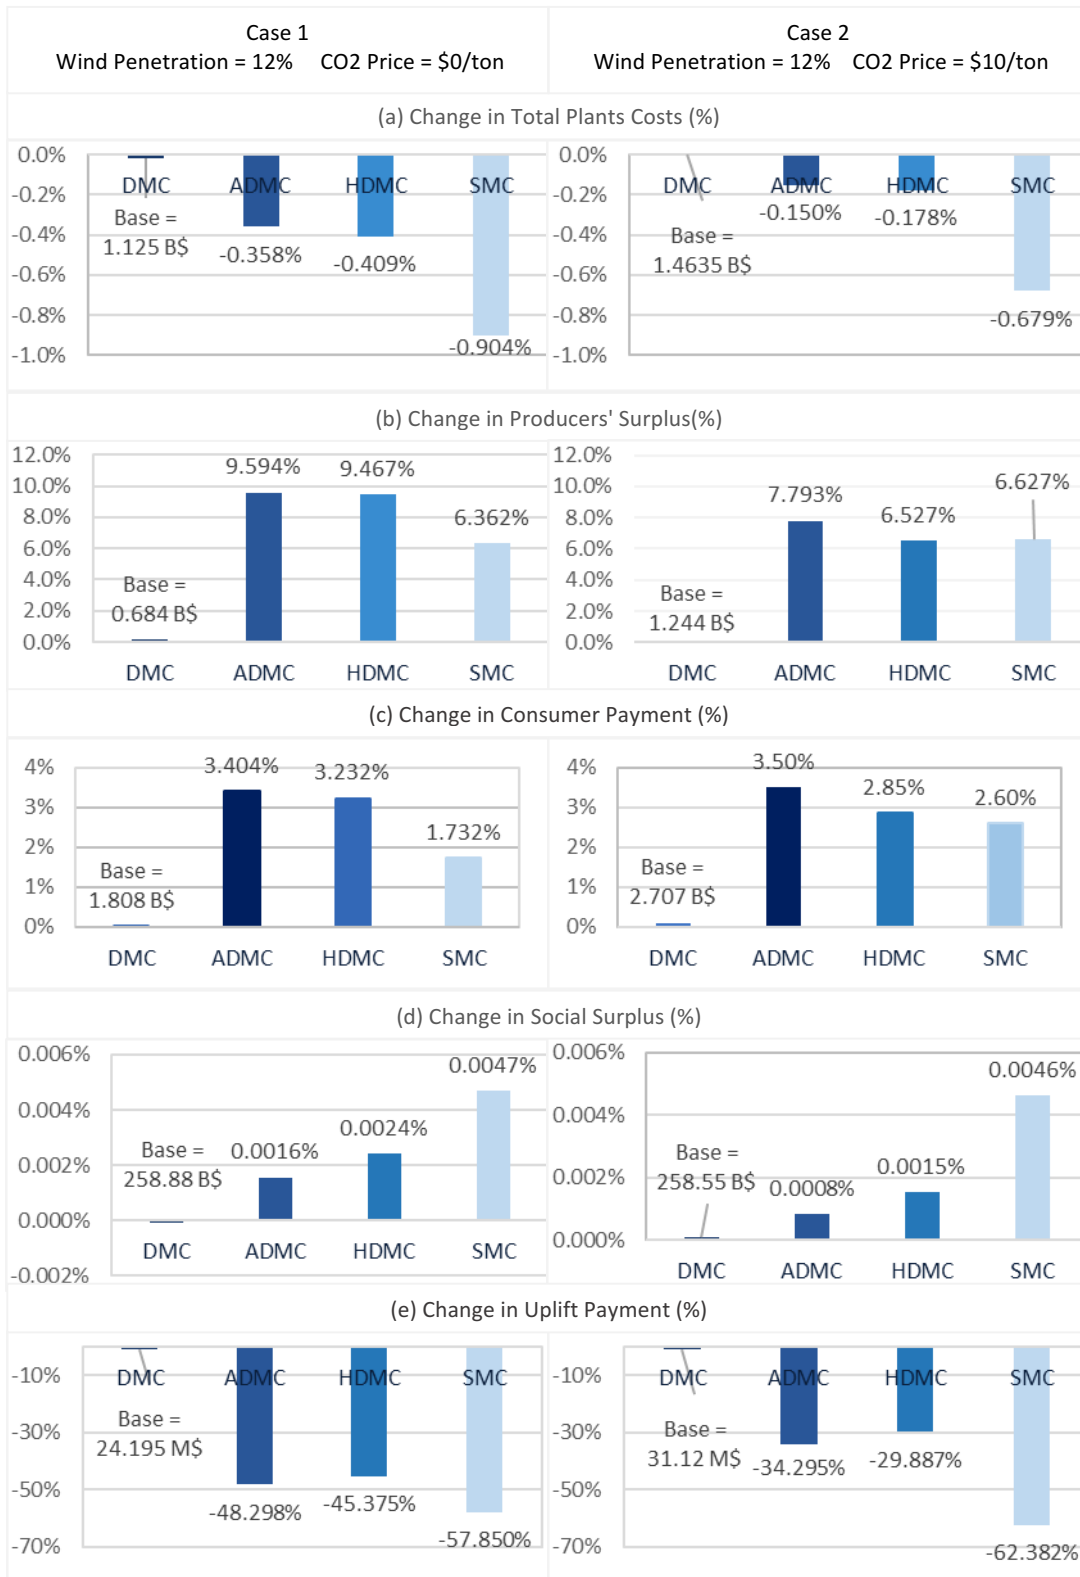 Case 1
Wind Penetration = 12% CO2 Price = $0/ton
Case 2
Wind Penetration = 12% CO2 Price = $10/ton
(a) Change in Total Plants Costs (%)
0.0%
-0.2%
-0.4%
-0.6%
-0.8%
-1.0%
DMC ADMC HDMC SMC
Base =
1.125 B$
-0.358%
-0.409%
-0.904%
0.0%
-0.2%
-0.4%
-0.6%
-0.8%
-1.0%
DMC ADMC HDMC SMC
Base =
1.4635 B$
-0.150%
-0.178%
-0.679%
(b) Change in Producers' Surplus(%)
12.0%
10.0%
8.0%
6.0%
4.0%
2.0%
0.0%
Base =
0.684 B$
9.594%
9.467%
6.362%
DMC ADMC HDMC SMC
12.0%
10.0%
8.0%
6.0%
4.0%
2.0%
0.0%
Base =
1.244 B$
7.793%
6.527%
6.627%
DMC ADMC HDMC SMC
(c) Change in Consumer Payment (%)
4%
3%
2%
1%
0%
Base =
1.808 B$
3.404%
3.232%
1.732%
DMC ADMC HDMC SMC
4%
3%
2%
1%
0%
Base =
2.707 B$
3.50%
2.85%
2.60%
DMC ADMC HDMC SMC
(d) Change in Social Surplus (%)
0.006%
0.004%
0.002%
0.000%
-0.002%
Base =
258.88 B$
0.0016%
0.0024%
0.0047%
DMC ADMC HDMC SMC
0.006%
0.004%
0.002%
0.000%
Base =
258.55 B$
0.0008%
0.0015%
0.0046%
DMC ADMC HDMC SMC
(e) Change in Uplift Payment (%)
-10%
-30%
-50%
-70%
DMC ADMC HDMC SMC
Base =
24.195 M$
-48.298%
-45.375%
-57.850%
-10%
-30%
-50%
-70%
DMC ADMC HDMC SMC
Base =
31.12 M$
-34.295%
-29.887%
-62.382%